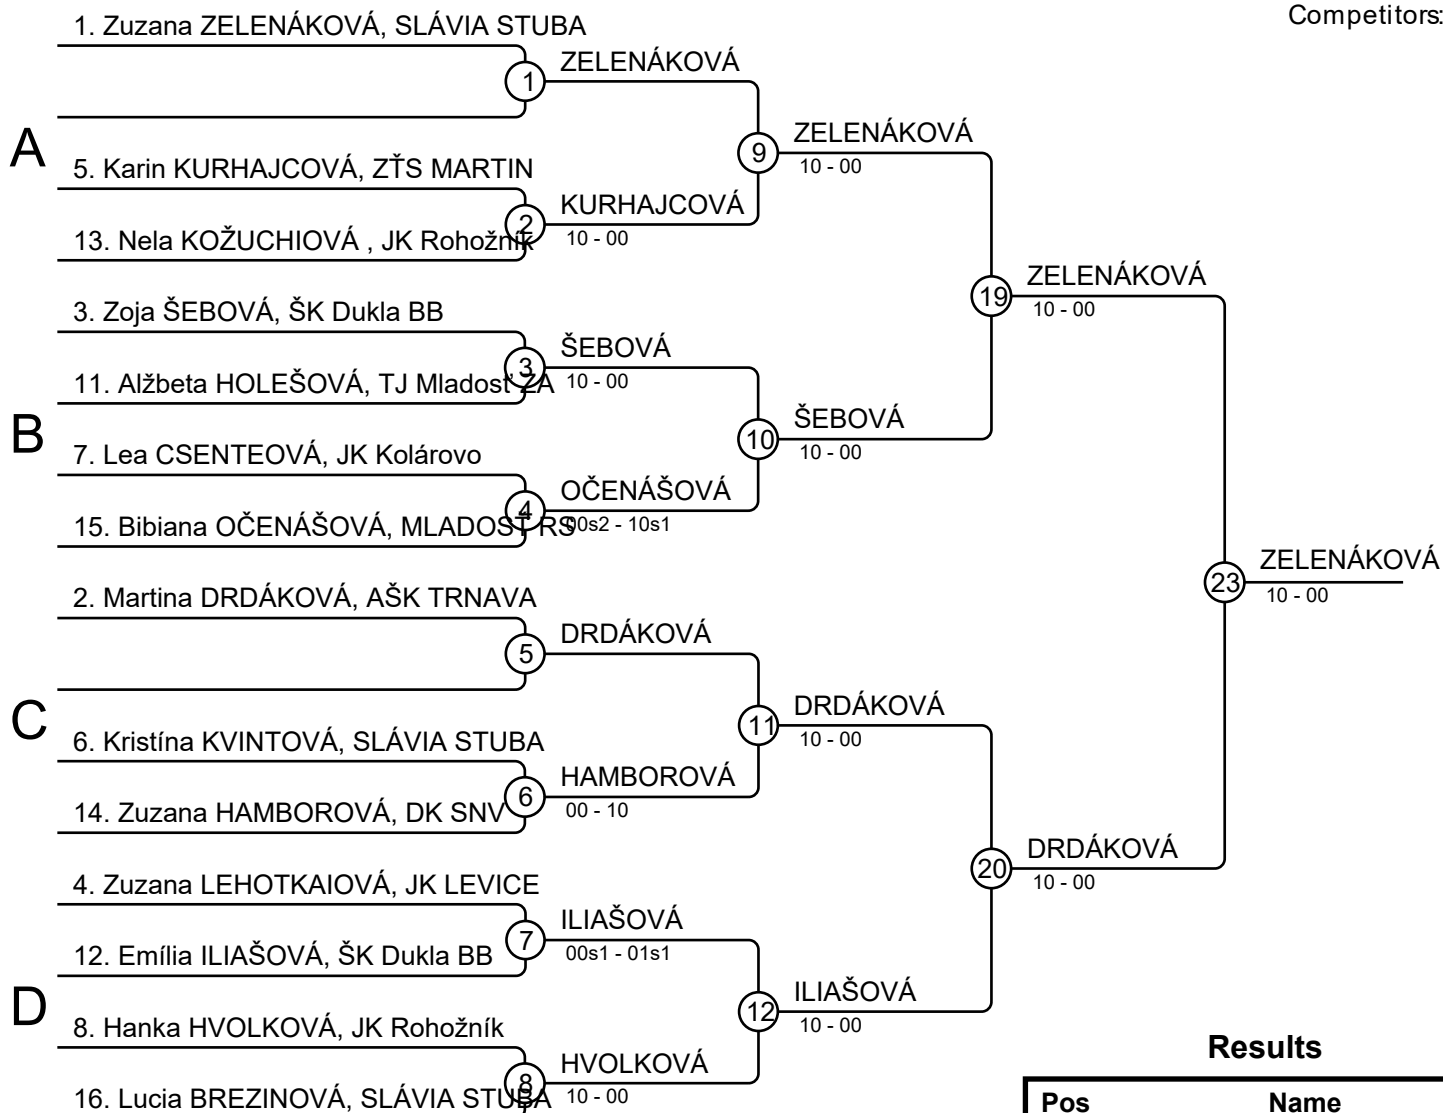 Competitors:
1. Zuzana ZELENÁKOVÁ, SLÁVIA STUBA
1
ZELENÁKOVÁ
A
9
ZELENÁKOVÁ
10 - 00
5. Karin KURHAJCOVÁ, ZŤS MARTIN
2
KURHAJCOVÁ
10 - 00
13. Nela KOŽUCHIOVÁ , JK Rohožník
19
ZELENÁKOVÁ
10 - 00
3. Zoja ŠEBOVÁ, ŠK Dukla BB
3
ŠEBOVÁ
10 - 00
11. Alžbeta HOLEŠOVÁ, TJ Mladosť ZA
B
10
ŠEBOVÁ
10 - 00
7. Lea CSENTEOVÁ, JK Kolárovo
4
OČENÁŠOVÁ
00s2 - 10s1
15. Bibiana OČENÁŠOVÁ, MLADOSŤ RS
23
ZELENÁKOVÁ
10 - 00
2. Martina DRDÁKOVÁ, AŠK TRNAVA
5
DRDÁKOVÁ
C
11
DRDÁKOVÁ
10 - 00
6. Kristína KVINTOVÁ, SLÁVIA STUBA
6
HAMBOROVÁ
00 - 10
14. Zuzana HAMBOROVÁ, DK SNV
20
DRDÁKOVÁ
10 - 00
4. Zuzana LEHOTKAIOVÁ, JK LEVICE
7
ILIAŠOVÁ
00s1 - 01s1
12. Emília ILIAŠOVÁ, ŠK Dukla BB
D
12
ILIAŠOVÁ
10 - 00
8. Hanka HVOLKOVÁ, JK Rohožník
8
HVOLKOVÁ
10 - 00
16. Lucia BREZINOVÁ, SLÁVIA STUBA
Results
Pos Name